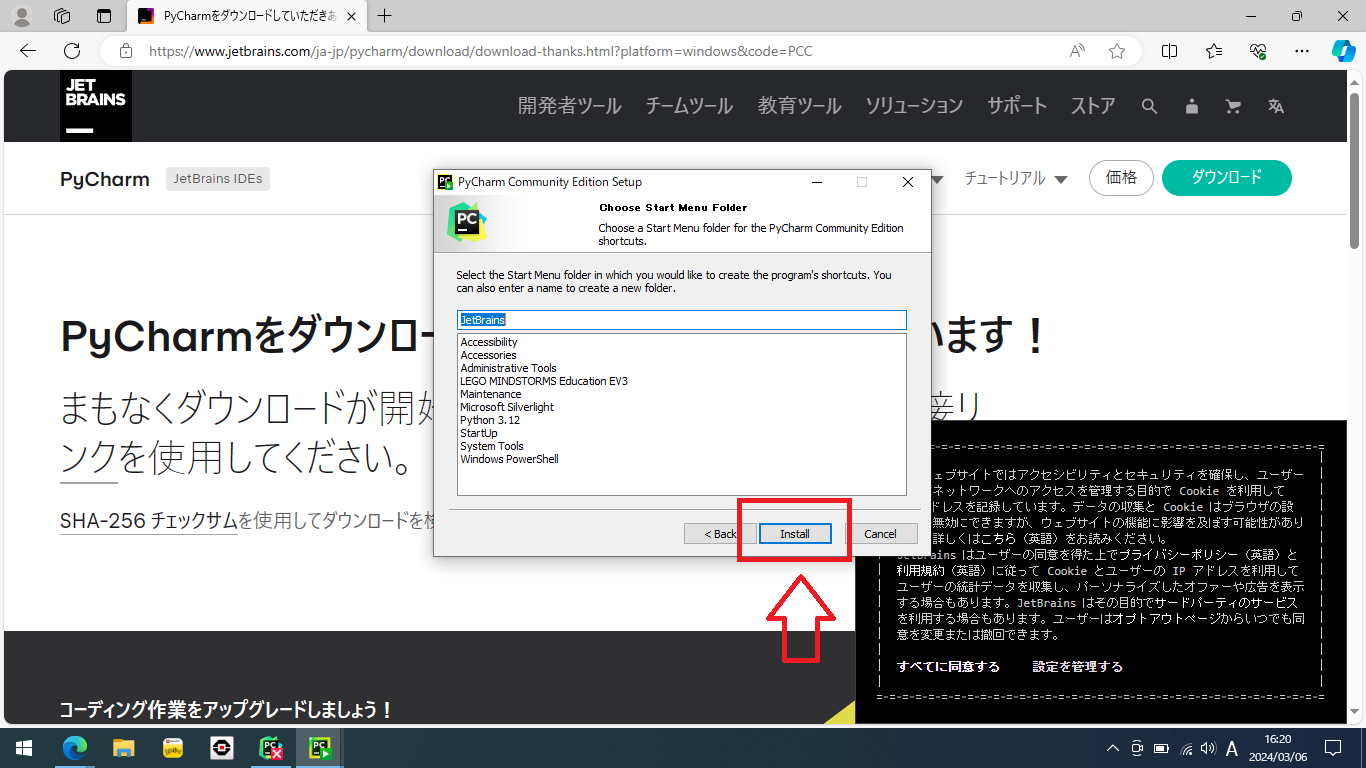 PyCharmをダウンロードしていただきあ
https://www.jetbrains.com/ja-jp/pycharm/download/download-thanks.html?platform=windows&code=PCC
JET
BRAINS
開発者ツール チームツール 教育ツール ソリューション サポート ストア
PyCharm JetBrains IDEs
チュートリアル 価格 ダウンロード
PyCharm Community Edition Setup
PC
Choose Start Menu Folder
Choose a Start Menu folder for the PyCharm Community Edition
shortcuts.
Select the Start Menu folder in which you would like to create the program's shortcuts. You
can also enter a name to create a new folder.
JetBrains
Accessibility
Accessories
Administrative Tools
LEGO MINDSTORMS Education EV3
Maintenance
Microsoft Silverlight
Python 3.12
StartUp
System Tools
Windows PowerShell
< Back Install Cancel
PyCharmをダウンロー います！
まもなくダウンロードが開始 接リ
ンクを使用してください。
SHA-256 チェックサムを使用してダウンロードを検
ェブサイトではアクセシビリティとセキュリティを確保し、ユーザー
ネットワークへのアクセスを管理する目的で Cookie を利用して
ドレスを記録しています。データの収集と Cookie はブラウザの設
無効にできますが、ウェブサイトの機能に影響を及ぼす可能性があり
詳しくはこちら（英語）をお読みください。
JetBrains はユーザーの同意を得た上でプライバシーポリシー（英語）と
利用規約（英語）に従って Cookie とユーザーの IP アドレスを利用して
ユーザーの統計データを収集し、パーソナライズしたオファーや広告を表示
する場合もあります。JetBrains はその目的でサードパーティのサービス
を利用する場合もあります。ユーザーはオプトアウトページからいつでも同
意を変更または撤回できます。
すべてに同意する 設定を管理する
コーディング作業をアップグレードしましょう！
A
16:20
2024/03/06